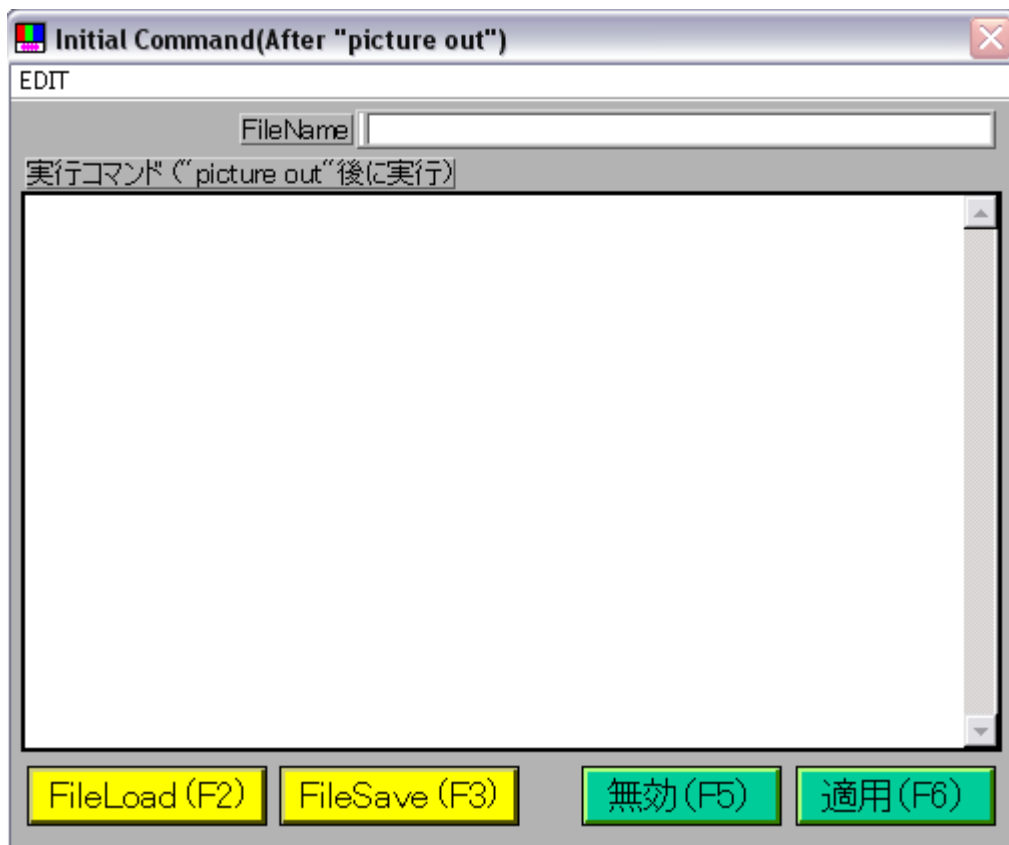 Initial Command(After "picture out")
EDIT
FileName
実行コマンド ("picture out"後に実行)
FileLoad (F2) FileSave (F3) 無効 (F5) 適用 (F6)